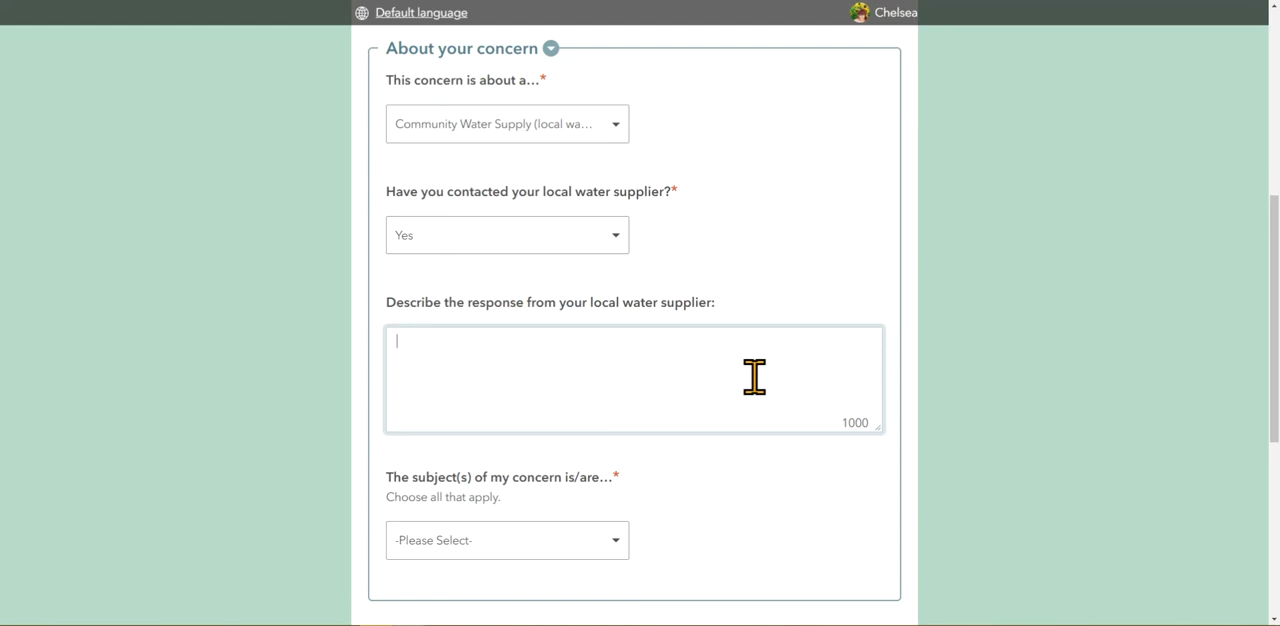 Default language
Chelsea
About your concern
This concern is about a...*
Community Water Supply (local wa...
Have you contacted your local water supplier?*
Yes
Describe the response from your local water supplier:
1000
The subject(s) of my concern is/are...*
Choose all that apply.
-Please Select-